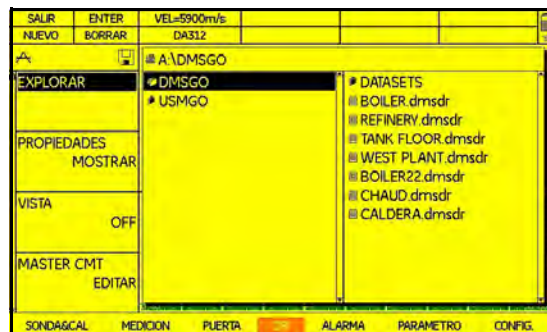 SALIR ENTER VEL=5900m/s
NUEVO BORRAR DA312
A:\DMSGO
EXPLORAR
DMSGO
USMGO
DATASETS
BOILER.dmsdr
REFINERY.dmsdr
TANK FLOOR.dmsdr
WEST PLANT.dmsdr
BOILER22.dmsdr
CHAUD.dmsdr
CALDERA.dmsdr
PROPIEDADES
MOSTRAR
VISTA
OFF
MASTER CMT
EDITAR
SONDA&CAL MEDICION PUERTA DR ALARMA PARAMETRO CONFIG.